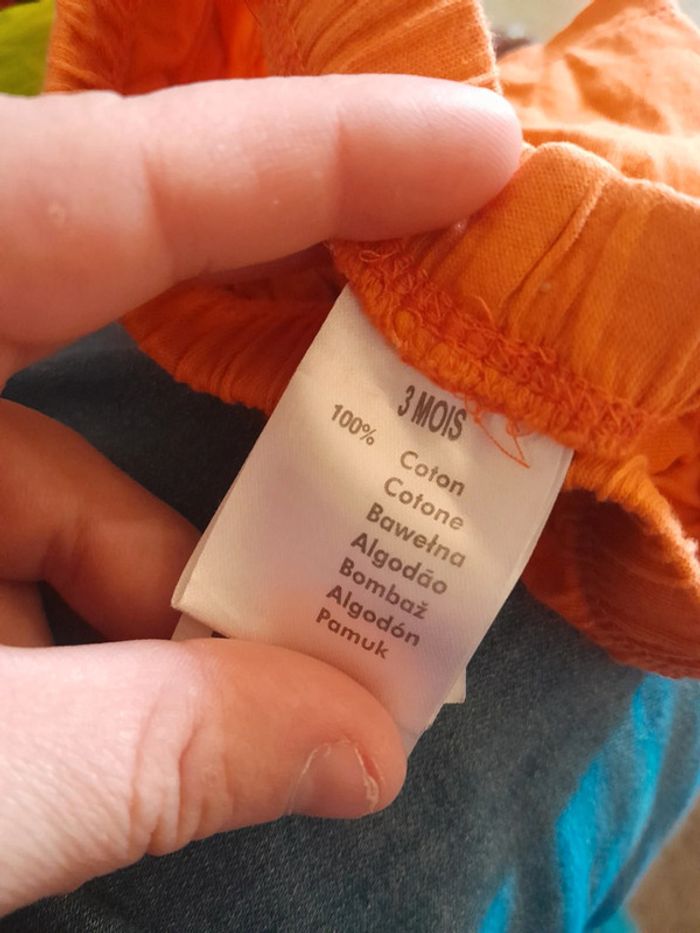 3 MOIS
100% Coton
Cotone
Bawełna
Algodão
Bombaž
Algodón
Pamuk